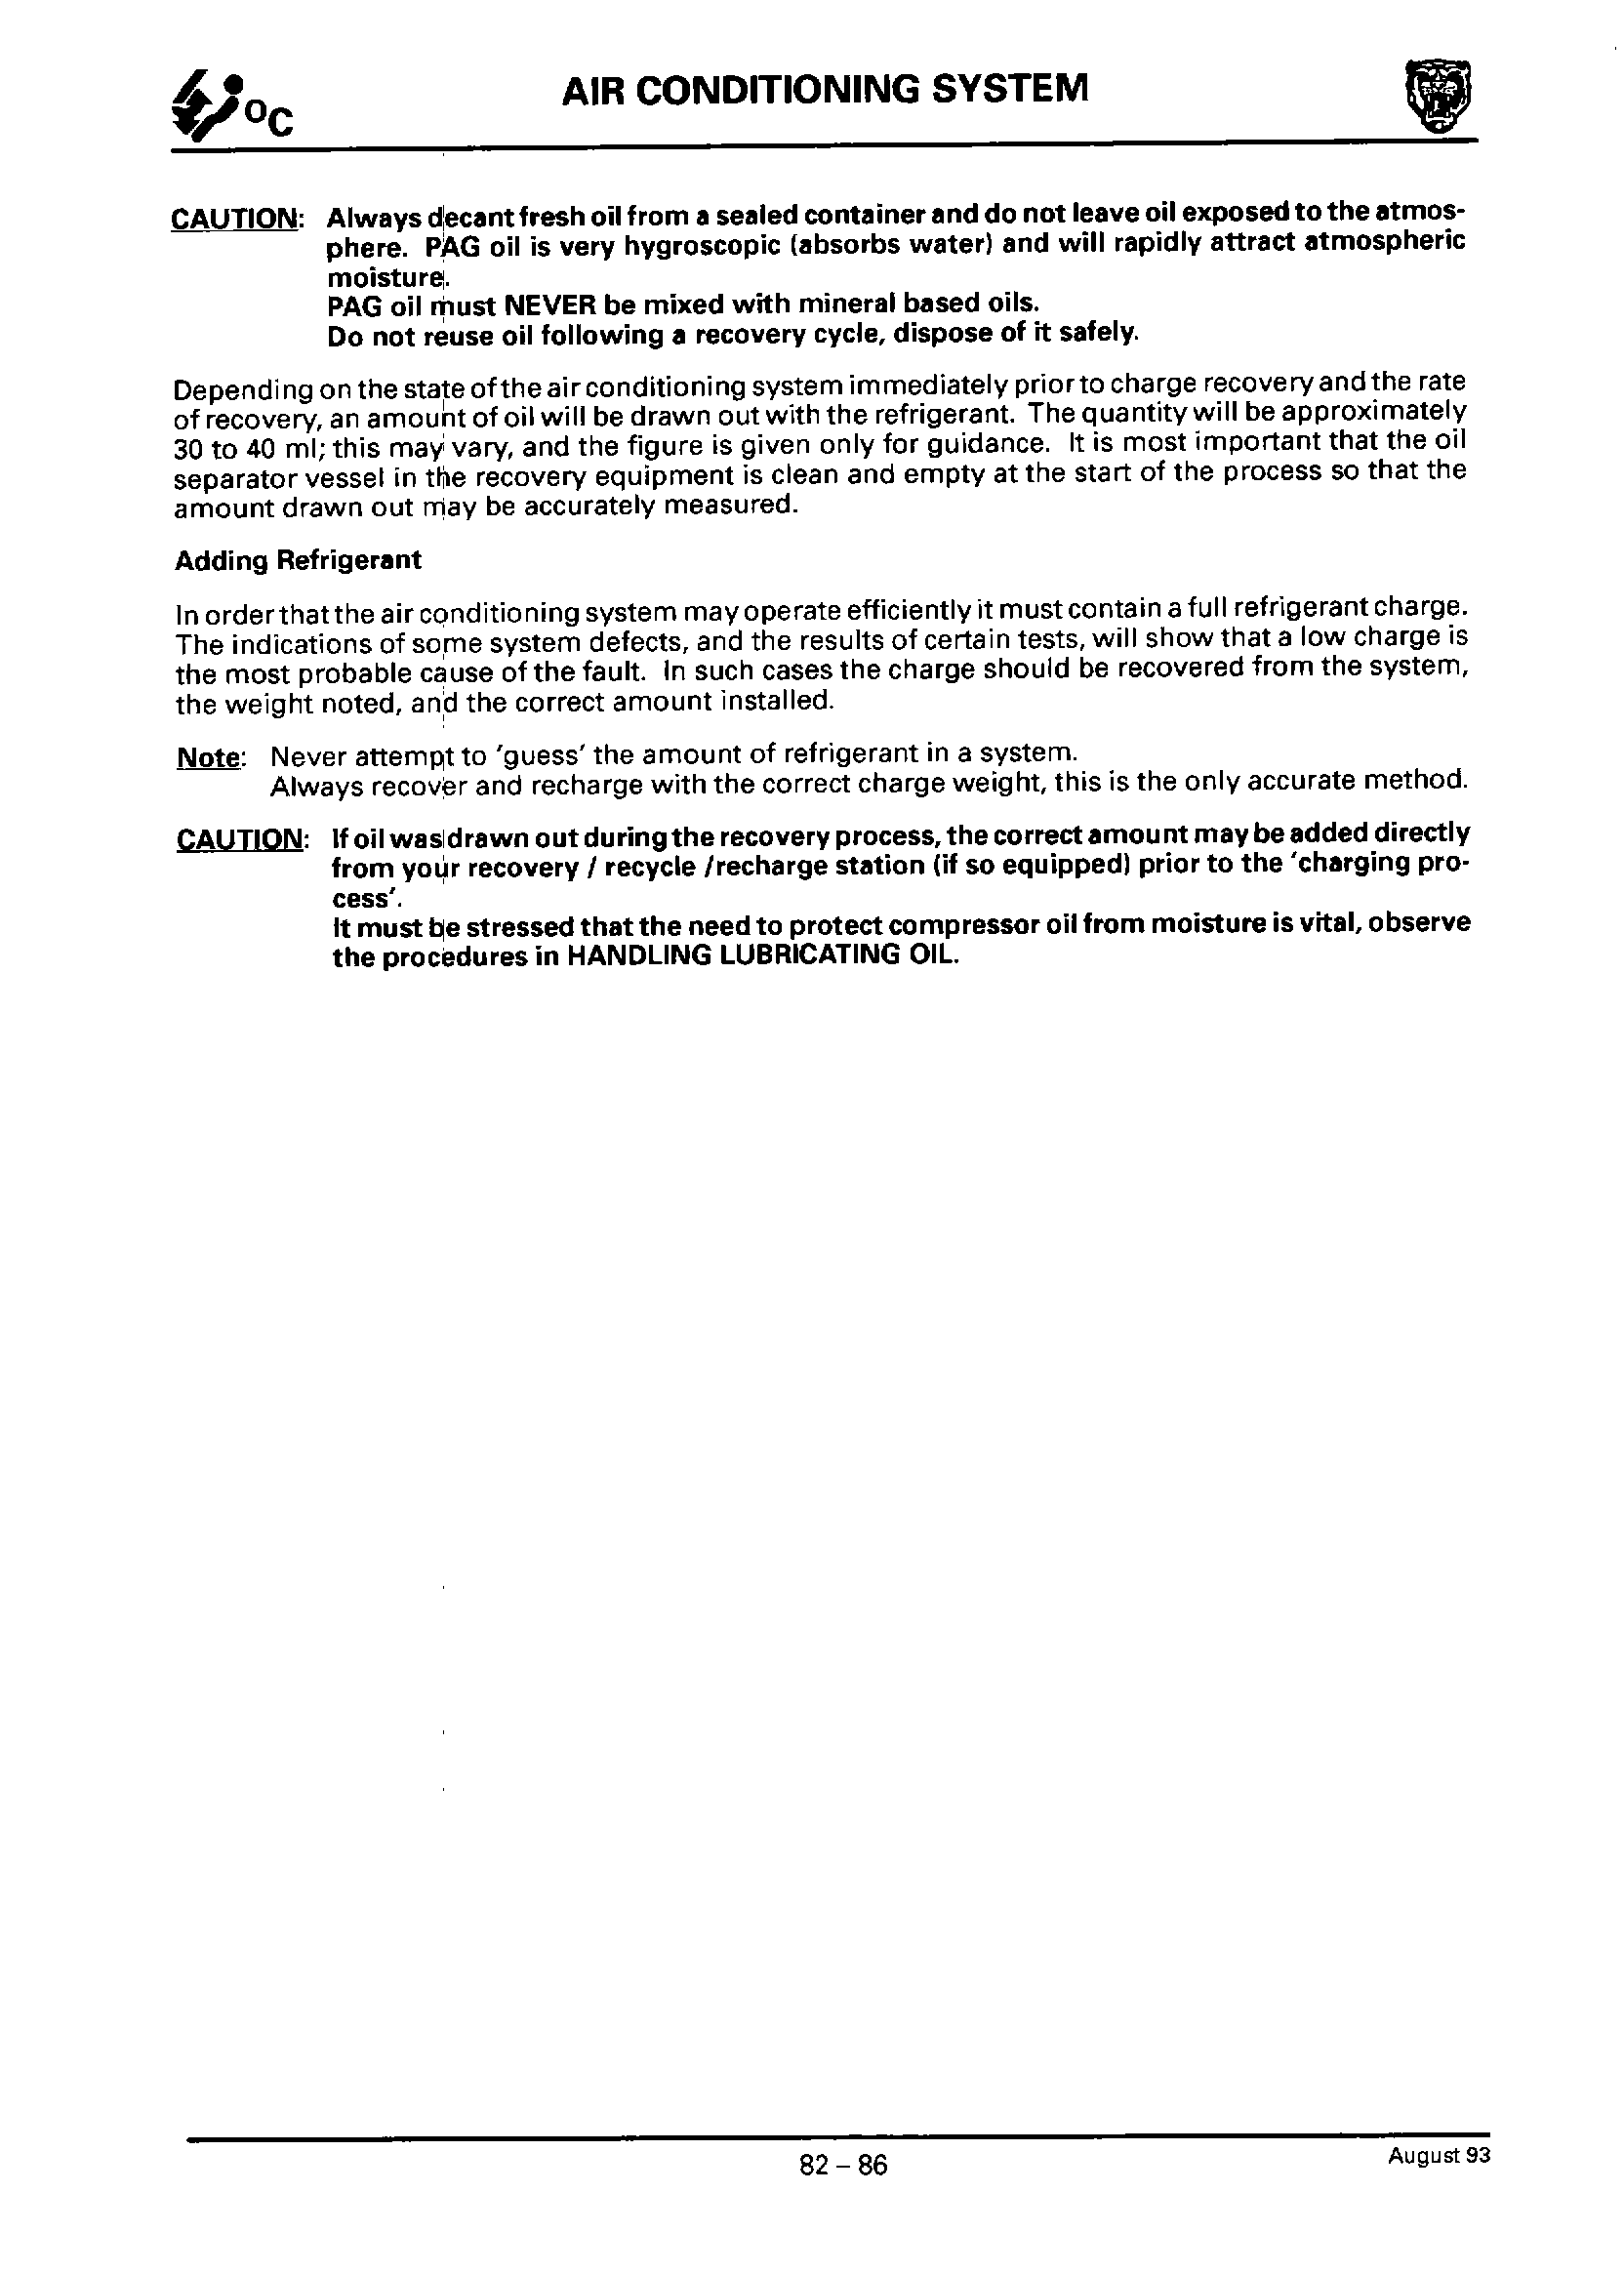 °C
AIR CONDITIONING SYSTEM
CAUTION: Always decant fresh oil from a sealed container and do not leave oil exposed to the atmos-
phere. PAG oil is very hygroscopic (absorbs water) and will rapidly attract atmospheric
moisture.
PAG oil must NEVER be mixed with mineral based oils.
Do not reuse oil following a recovery cycle, dispose of it safely.
Depending on the state of the air conditioning system immediately prior to charge recovery and the rate
of recovery, an amount of oil will be drawn out with the refrigerant. The quantity will be approximately
30 to 40 ml; this may vary, and the figure is given only for guidance. It is most important that the oil
separator vessel in the recovery equipment is clean and empty at the start of the process so that the
amount drawn out may be accurately measured.
Adding Refrigerant
In order that the air conditioning system may operate efficiently it must contain a full refrigerant charge.
The indications of some system defects, and the results of certain tests, will show that a low charge is
the most probable cause of the fault. In such cases the charge should be recovered from the system,
the weight noted, and the correct amount installed.
Note: Never attempt to 'guess' the amount of refrigerant in a system.
Always recover and recharge with the correct charge weight, this is the only accurate method.
CAUTION: If oil was drawn out during the recovery process, the correct amount may be added directly
from your recovery / recycle /recharge station (if so equipped) prior to the 'charging pro-
cess'.
It must be stressed that the need to protect compressor oil from moisture is vital, observe
the procedures in HANDLING LUBRICATING OIL.
82 – 86
August 93